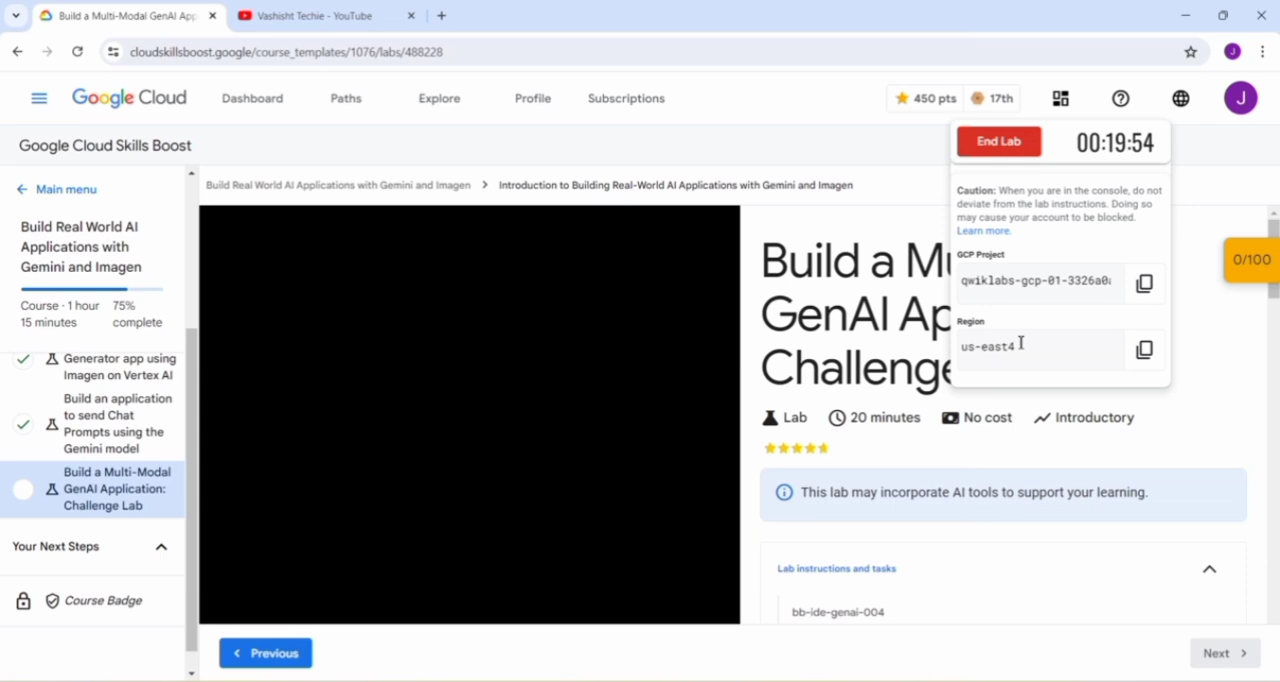 Build a Multi-Modal GenAI App
Vashisht Techie - YouTube
cloudskillsboost.google/course_templates/1076/labs/488228
J
Google Cloud
Dashboard
Paths
Explore
Profile
Subscriptions
450 pts
17th
J
Google Cloud Skills Boost
End Lab
00:19:54
Main menu
Build Real World AI
Applications with
Gemini and Imagen
Course · 1 hour
15 minutes
75%
complete
Generator app using
Imagen on Vertex AI
Build an application
to send Chat
Prompts using the
Gemini model
Build a Multi-Modal
GenAI Application:
Challenge Lab
Your Next Steps
Course Badge
Build Real World AI Applications with Gemini and Imagen
Introduction to Building Real-World AI Applications with Gemini and Imagen
Caution: When you are in the console, do not
deviate from the lab instructions. Doing so
may cause your account to be blocked.
Learn more.
GCP Project
qwiklabs-gcp-01-3326a0
Region
us-east4
0/100
Build a Mu
GenAI Ap
Challenge
Lab
20 minutes
No cost
Introductory
This lab may incorporate AI tools to support your learning.
Lab instructions and tasks
bb-ide-genai-004
Previous
Next